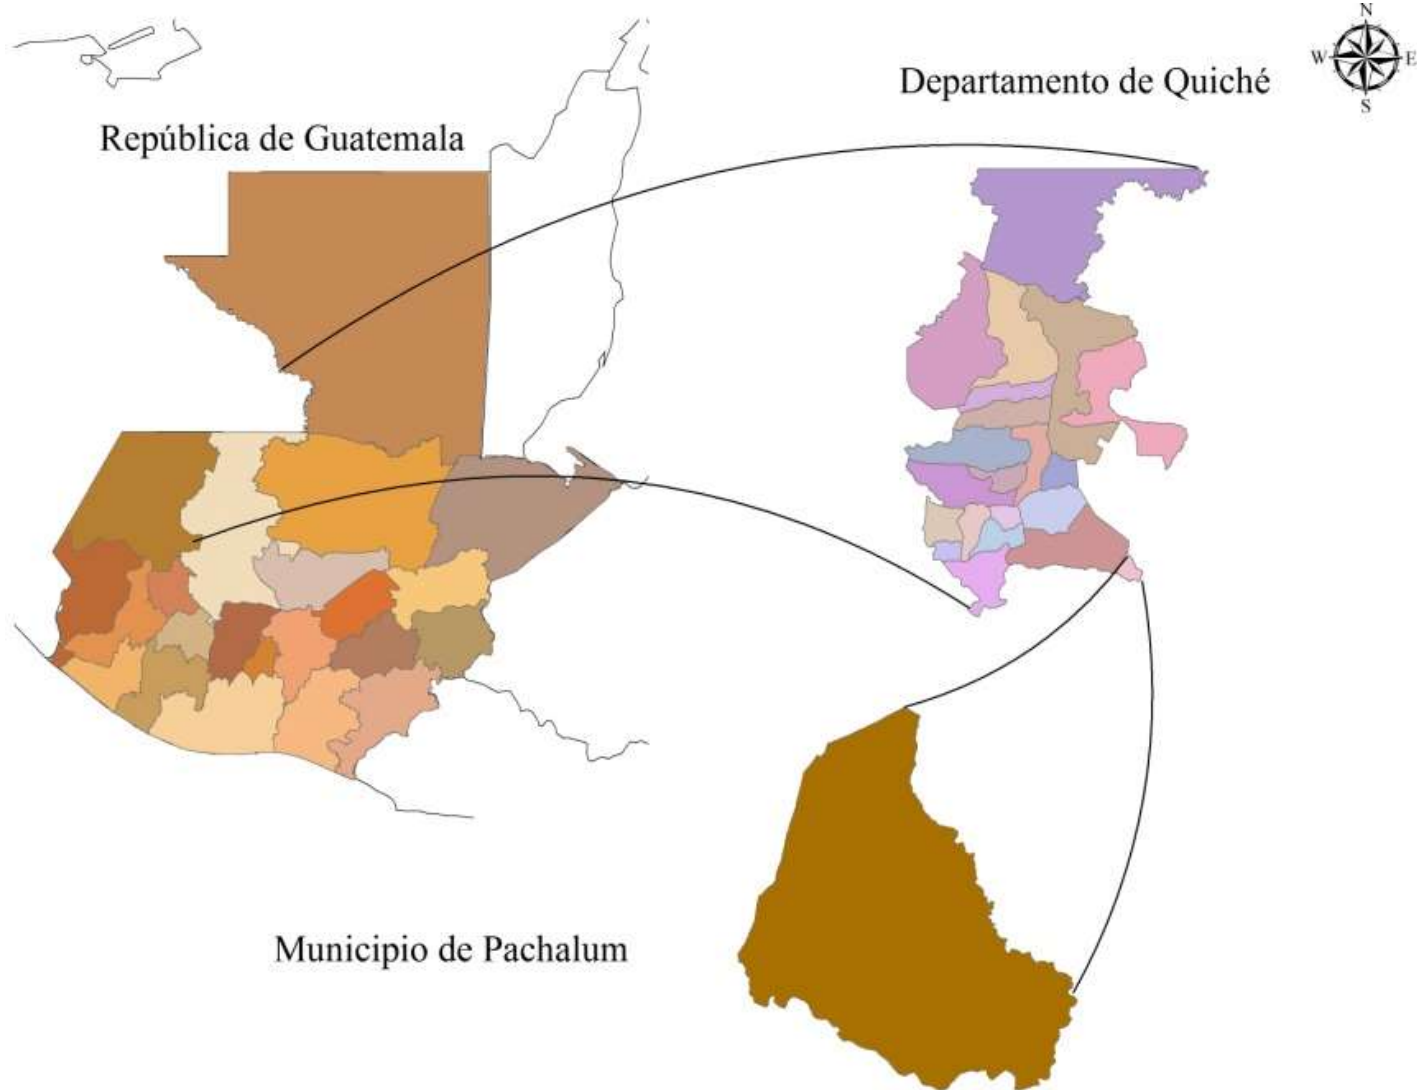 N
W E
S
Departamento de Quiché
República de Guatemala
Municipio de Pachalum